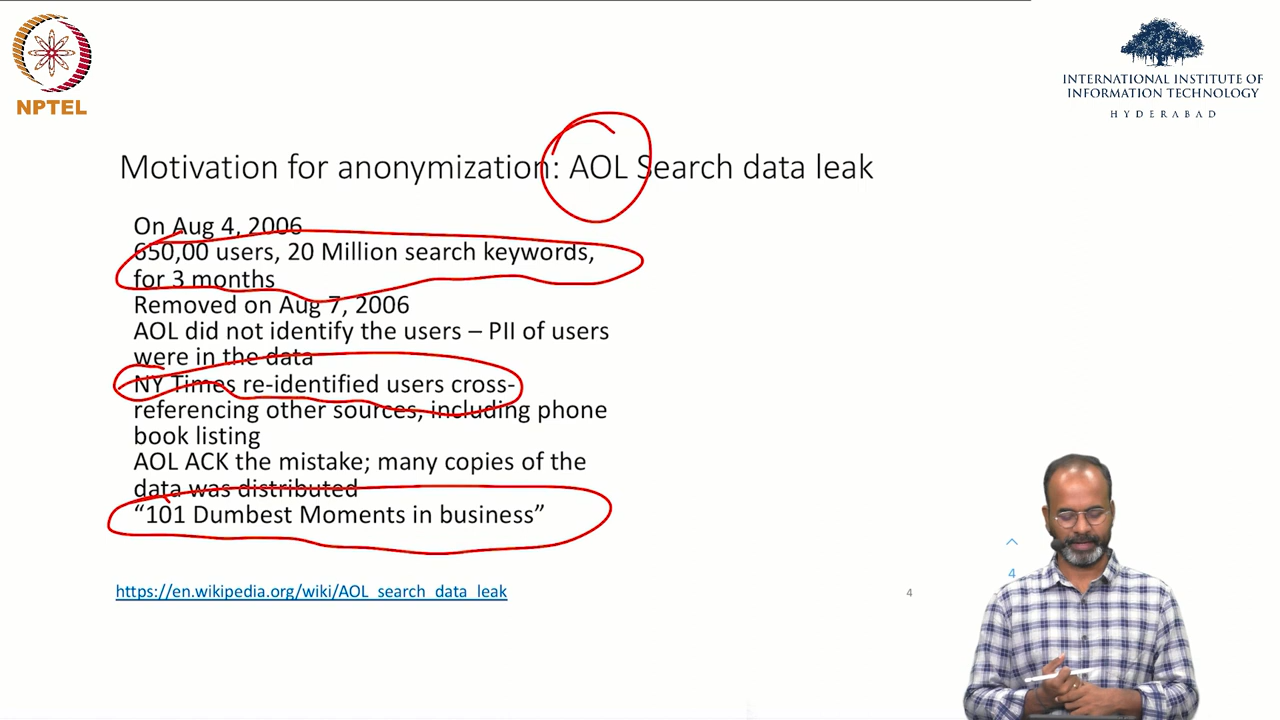 NPTEL
INTERNATIONAL INSTITUTE OF
INFORMATION TECHNOLOGY
HYDERABAD
Motivation for anonymization: AOL Search data leak
On Aug 4, 2006
650,00 users, 20 Million search keywords,
for 3 months
Removed on Aug 7, 2006
AOL did not identify the users – PII of users
were in the data
NY Times re-identified users cross-
referencing other sources, including phone
book listing
AOL ACK the mistake; many copies of the
data was distributed
“101 Dumbest Moments in business”
https://en.wikipedia.org/wiki/AOL_search_data_leak
4
4